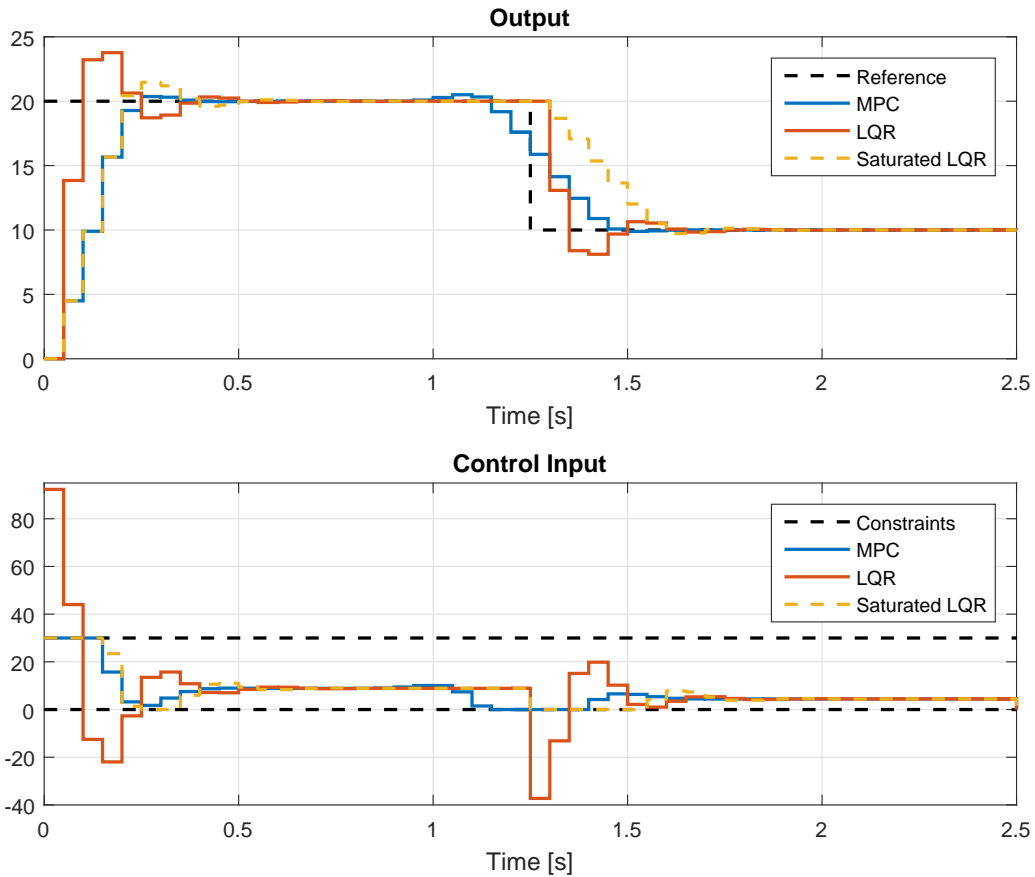 Output
25
20
15
10
5
0
0
0.5
1
1.5
2
2.5
Time [s]
Reference
MPC
LQR
Saturated LQR
Control Input
80
60
40
20
0
-20
-40
0
0.5
1
1.5
2
2.5
Time [s]
Constraints
MPC
LQR
Saturated LQR